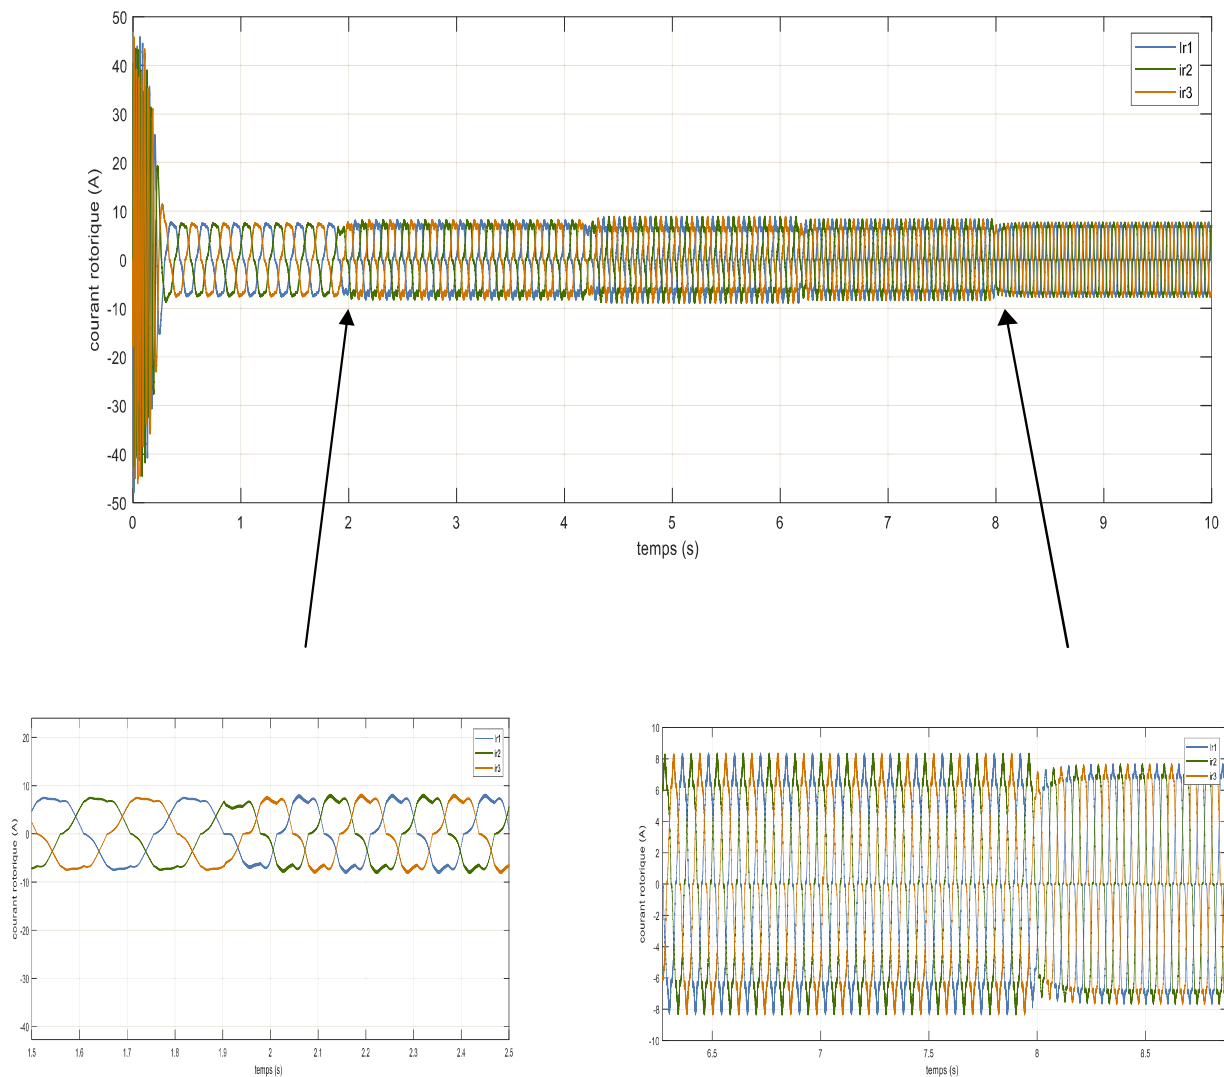 50
40
30
20
10
0
-10
-20
-30
-40
-50
courant rotorique (A)
Ir1
ir2
ir3
0 1 2 3 4 5 6 7 8 9 10
temps (s)
20
10
0
-10
-20
-30
-40
courant rotorique (A)
Ir1
ir2
ir3
1.5 1.6 1.7 1.8 1.9 2 2.1 2.2 2.3 2.4 2.5
temps (s)
10
8
6
4
2
0
-2
-4
-6
-8
-10
courant rotorique (A)
Ir1
ir2
ir3
6.5 7 7.5 8 8.5
temps (s)